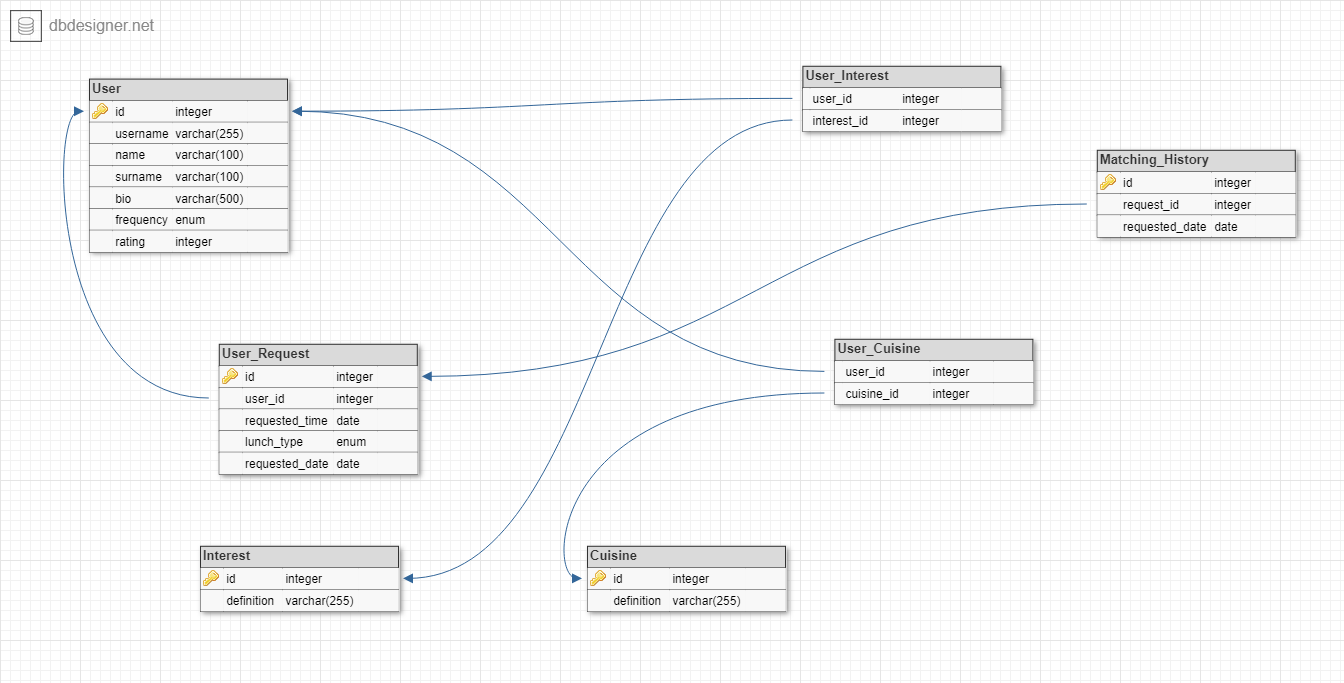 dbdesigner.net
User
id integer
username varchar(255)
name varchar(100)
surname varchar(100)
bio varchar(500)
frequency enum
rating integer
User_Interest
user_id integer
interest_id integer
Matching_History
id integer
request_id integer
requested_date date
User_Request
id integer
user_id integer
requested_time date
lunch_type enum
requested_date date
User_Cuisine
user_id integer
cuisine_id integer
Interest
id integer
definition varchar(255)
Cuisine
id integer
definition varchar(255)